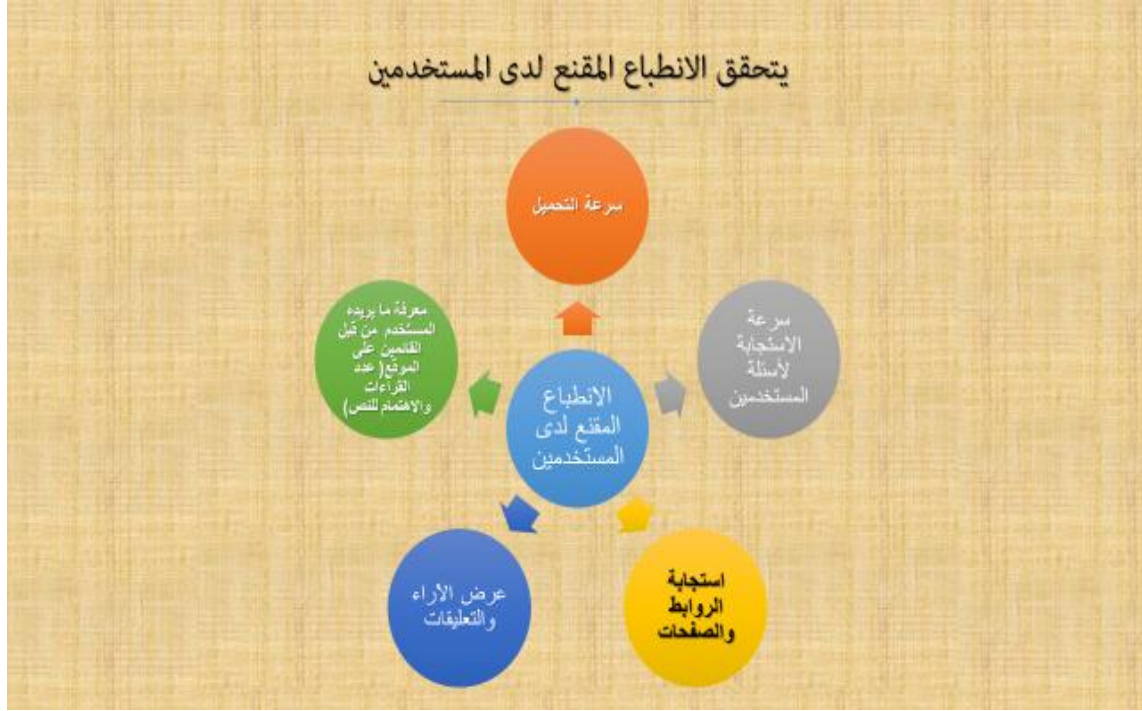 يتحقق الانطباع المقنع لدى المستخدمين
سرعة التحميل
سرعة
الاستجابة
لأسئلة
المستخدمين
استجابة
الروابط
والصفحات
عرض الآراء
والتعليقات
معرفة ما يريده
المستخدم من قبل
القائمين على
الموقع( عدد
القراءات
والاهتمام للنص)
الانطباع
المقنع لدى
المستخدمين